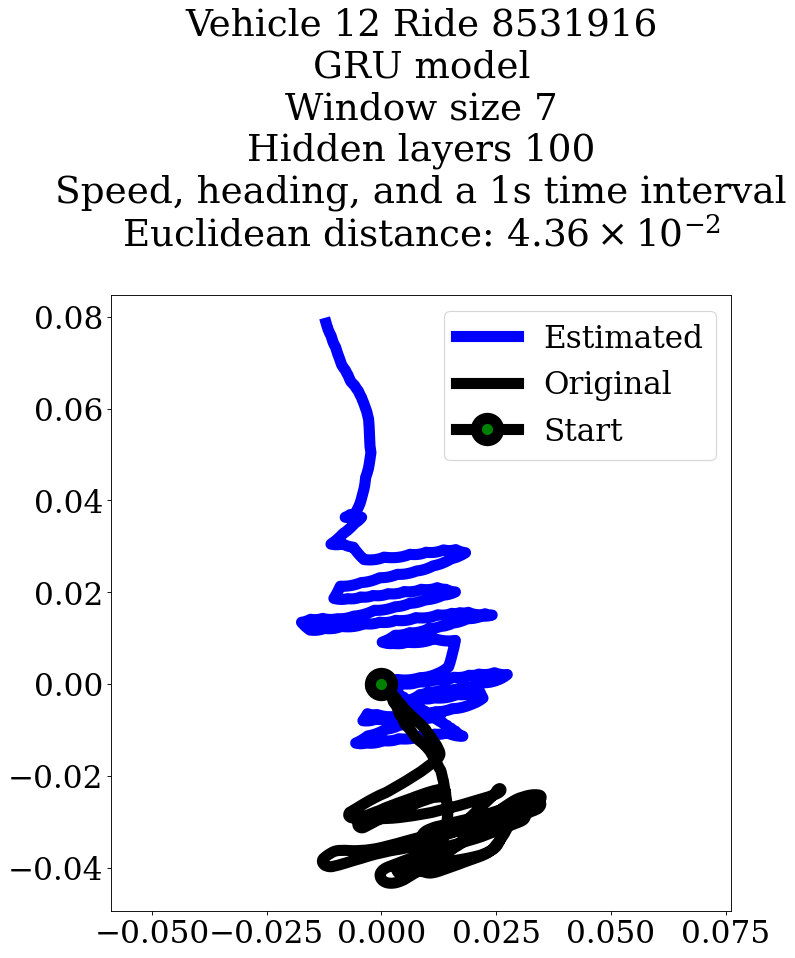 Vehicle 12 Ride 8531916
GRU model
Window size 7
Hidden layers 100
Speed, heading, and a 1s time interval
Euclidean distance: 4.36 × 10⁻²
0.08
0.06
0.04
0.02
0.00
−0.02
−0.04
Estimated
Original
Start
−0.050 −0.025 0.000 0.025 0.050 0.075